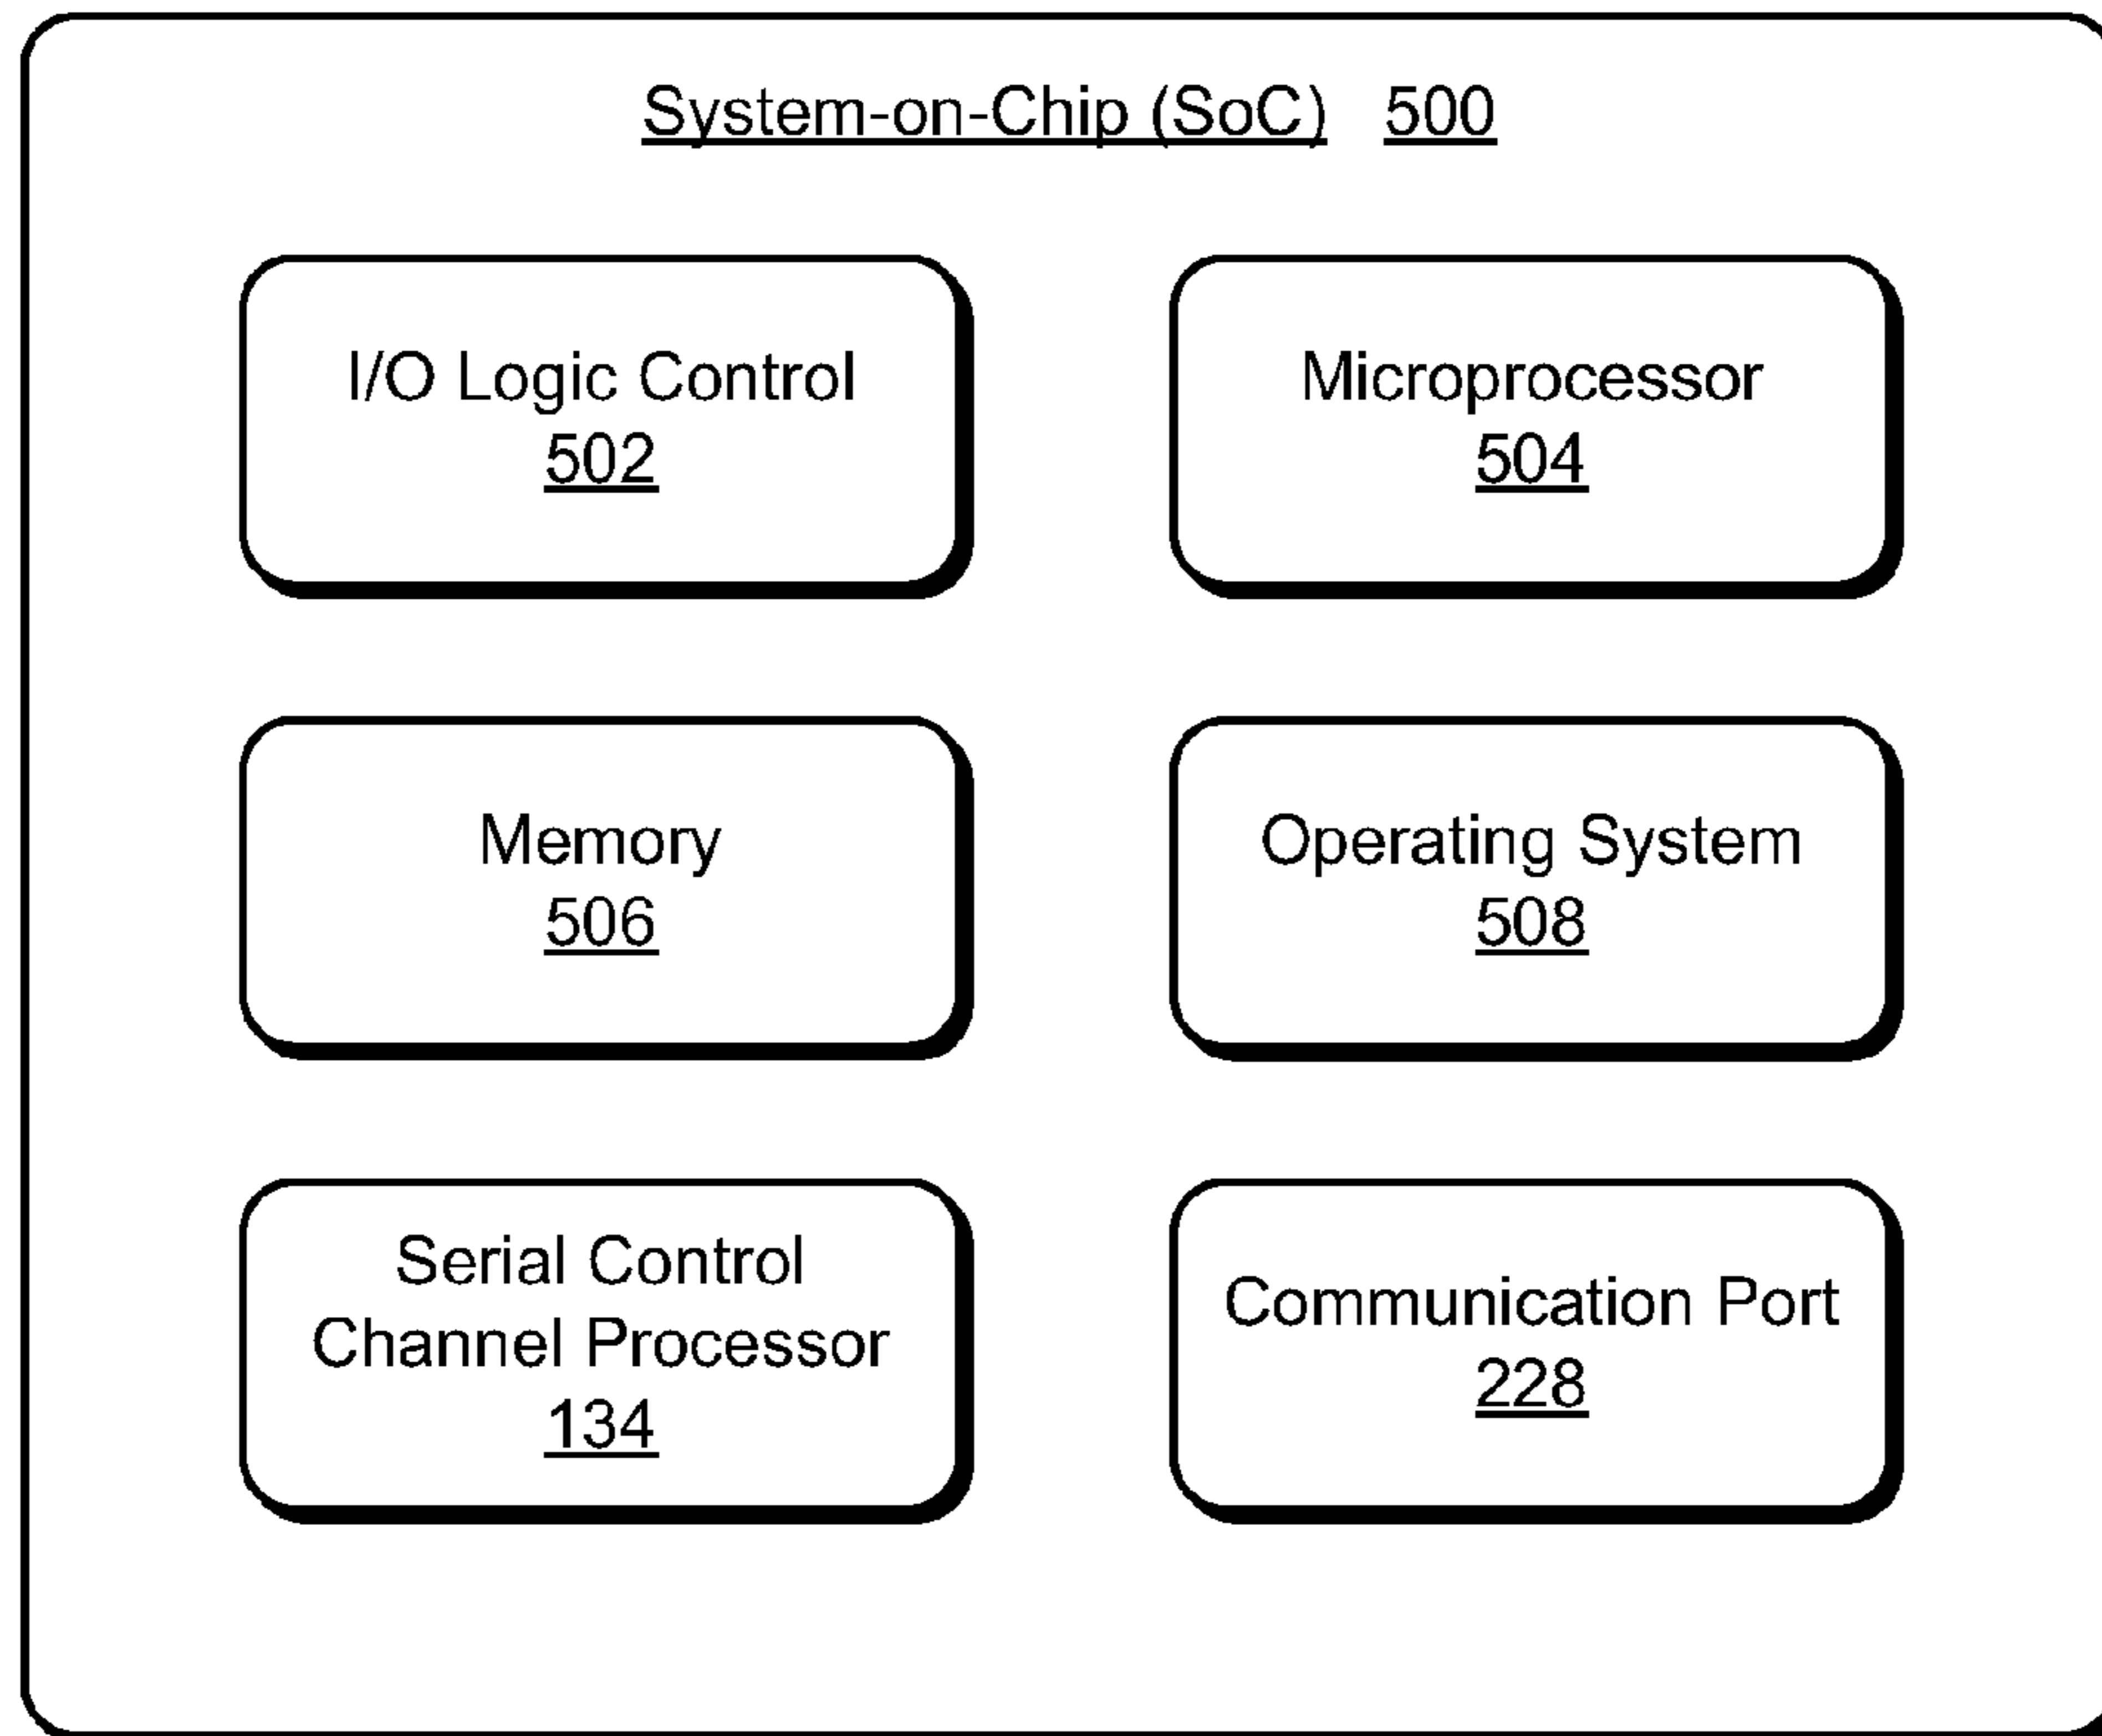 System-on-Chip (SoC) 500
I/O Logic Control
502
Microprocessor
504
Memory
506
Operating System
508
Serial Control
Channel Processor
134
Communication Port
228